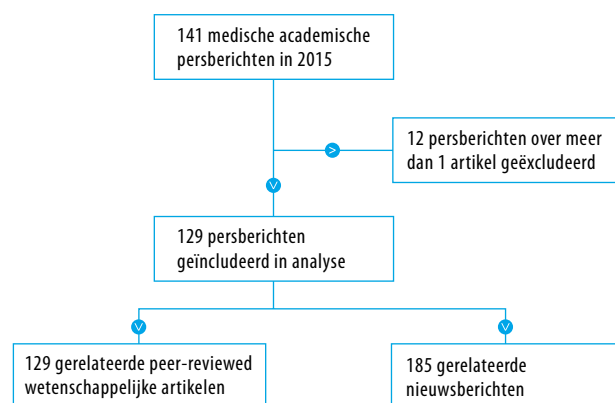 141 medische academische
persberichten in 2015
12 persberichten over meer
dan 1 artikel geëxcludeerd
129 persberichten
geïncludeerd in analyse
129 gerelateerde peer-reviewed
wetenschappelijke artikelen
185 gerelateerde
nieuwsberichten